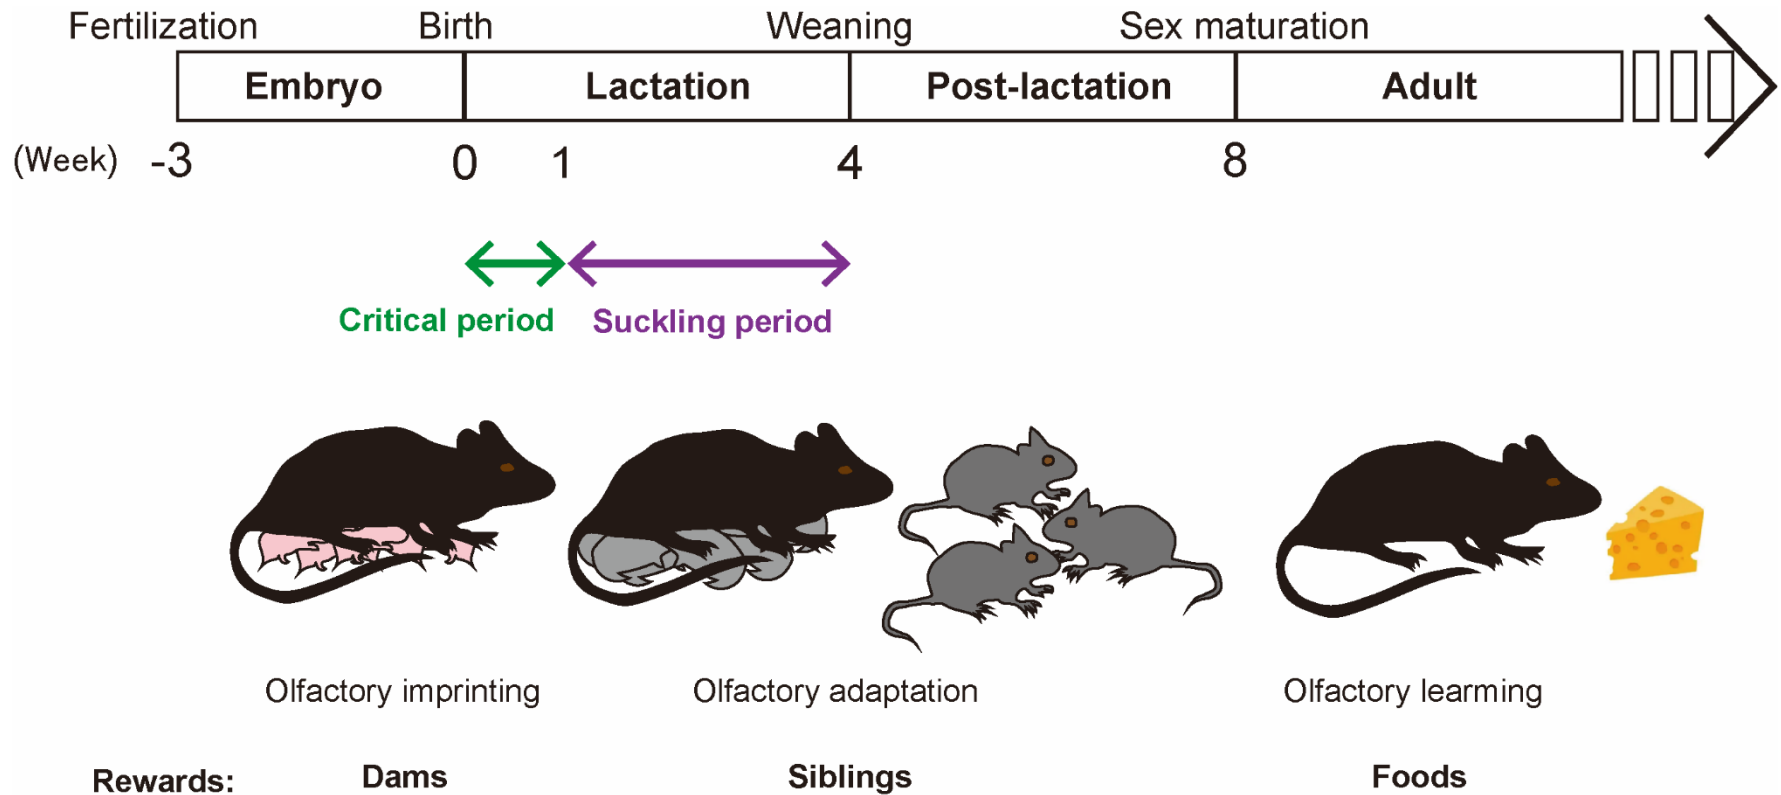 Fertilization Birth Weaning Sex maturation
Embryo Lactation Post-lactation Adult
(Week) -3 0 1 4 8
Critical period Suckling period
Olfactory imprinting Olfactory adaptation Olfactory learming
Rewards: Dams Siblings Foods